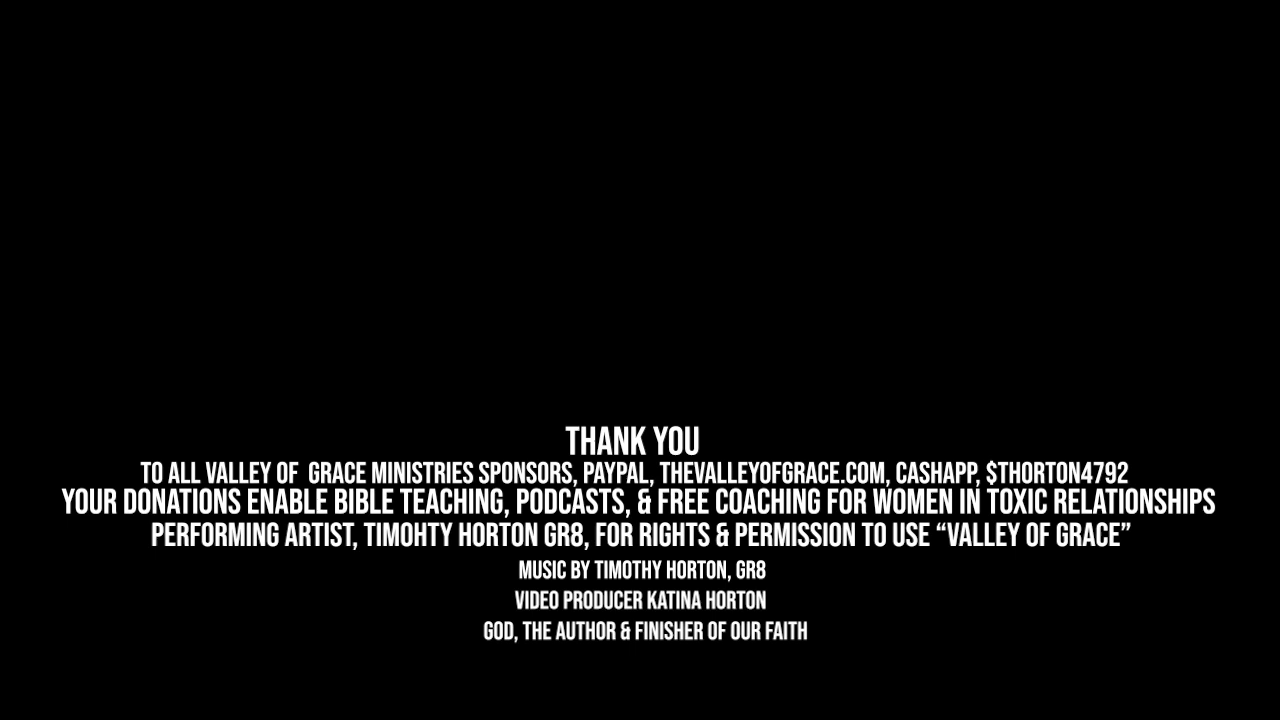 THANK YOU
TO ALL VALLEY OF GRACE MINISTRIES SPONSORS, PAYPAL, THEVALLEYOFGRACE.COM, CASHAPP, $THORTON4792
YOUR DONATIONS ENABLE BIBLE TEACHING, PODCASTS, & FREE COACHING FOR WOMEN IN TOXIC RELATIONSHIPS
PERFORMING ARTIST, TIMOHTY HORTON GR8, FOR RIGHTS & PERMISSION TO USE “VALLEY OF GRACE”
MUSIC BY TIMOTHY HORTON, GR8
VIDEO PRODUCER KATINA HORTON
GOD, THE AUTHOR & FINISHER OF OUR FAITH